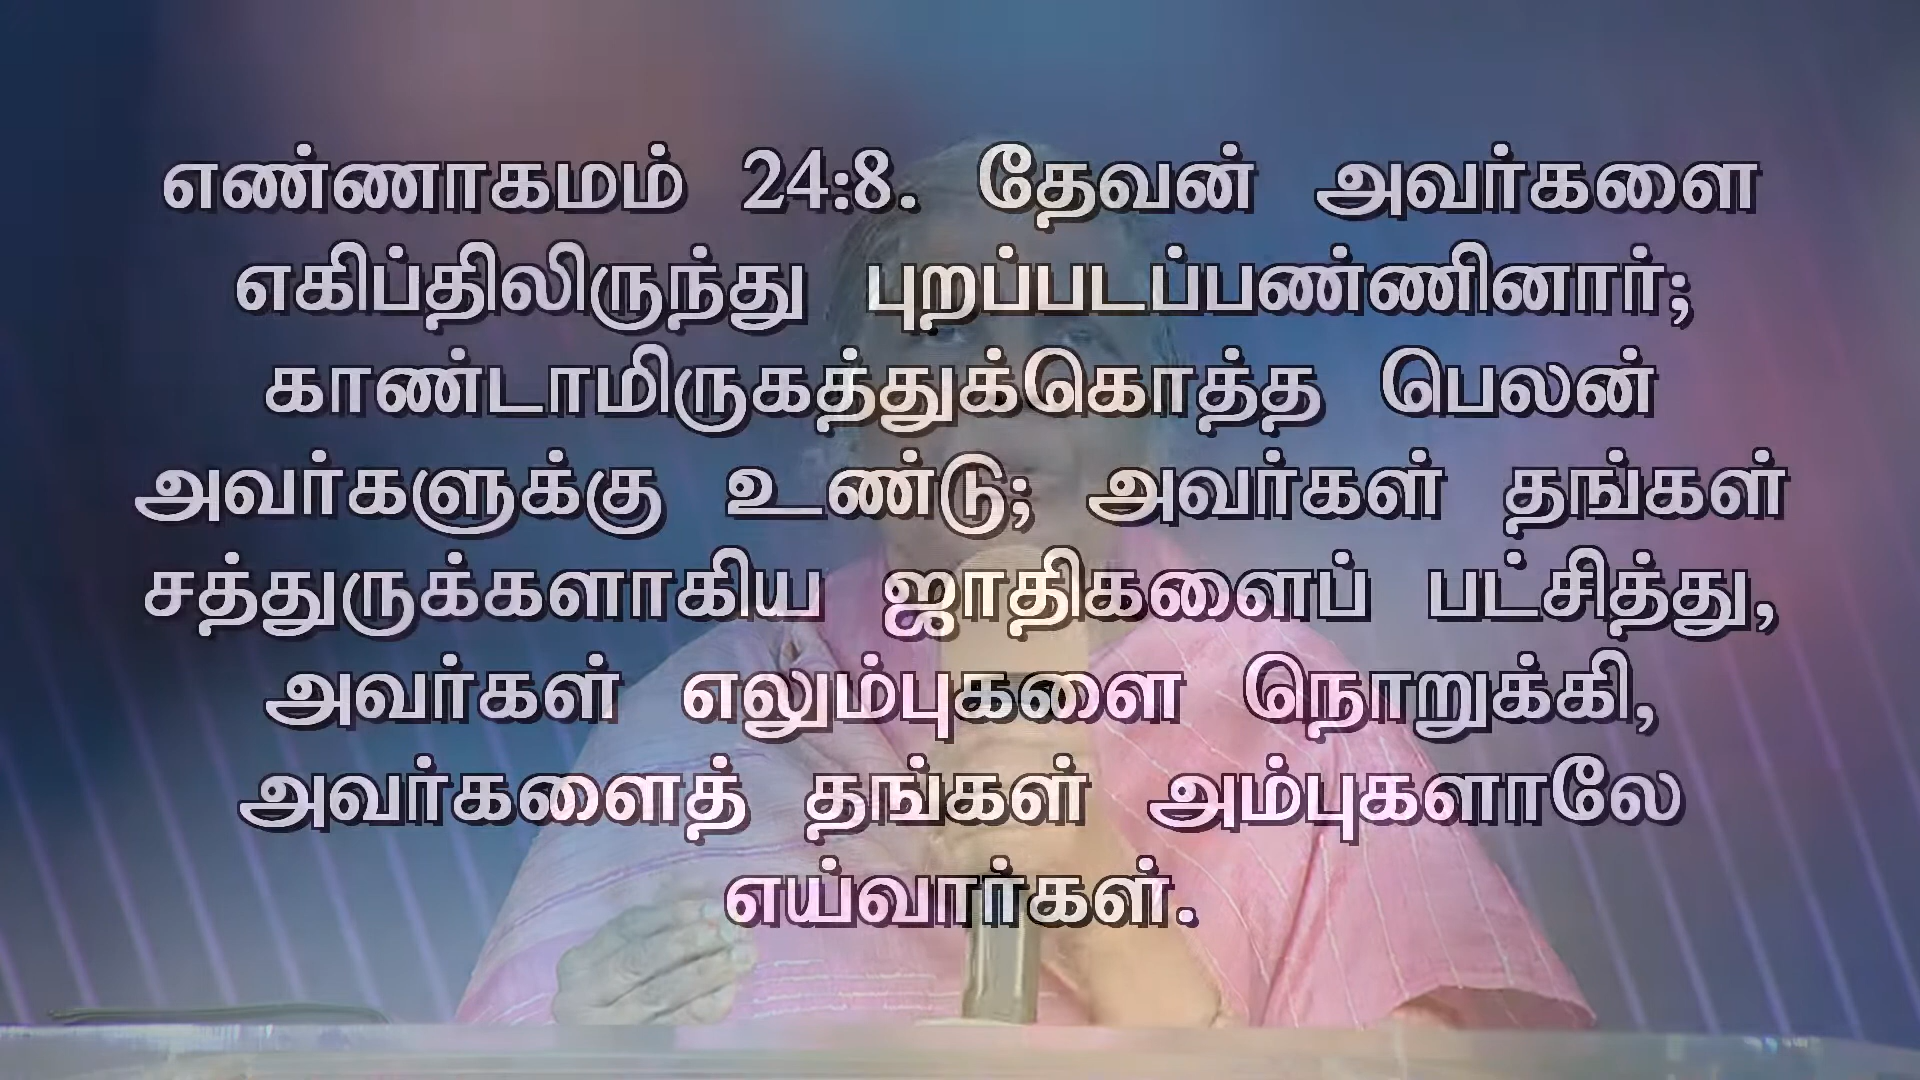 எண்ணாகமம் 24:8. தேவன் அவர்களை
எகிப்திலிருந்து புறப்படப்பண்ணினார்;
காண்டாமிருகத்துக்கொத்த பெலன்
அவர்களுக்கு உண்டு; அவர்கள் தங்கள்
சத்துருக்களாகிய ஜாதிகளைப் பட்சித்து,
அவர்கள் எலும்புகளை நொறுக்கி,
அவர்களைத் தங்கள் அம்புகளாலே
எய்வார்கள்.